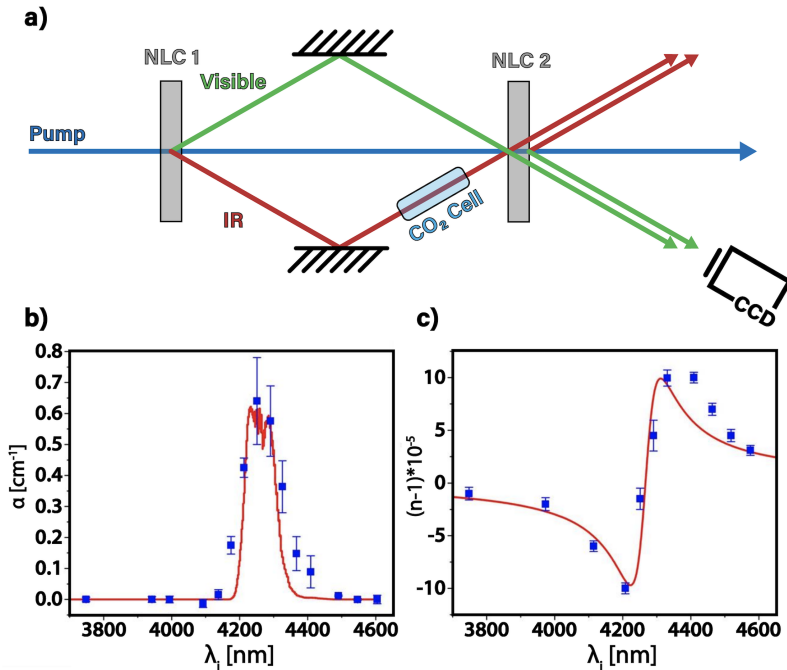 a)
NLC 1
NLC 2
Visible
Pump
IR
CO₂ Cell
CCD
b)
0.8
0.7
0.6
0.5
0.4
0.3
0.2
0.1
0.0
α [cm⁻¹]
3800 4000 4200 4400 4600
λᵢ [nm]
c)
10
5
0
-5
-10
(n-1)*10⁻⁵
3800 4000 4200 4400 4600
λᵢ [nm]